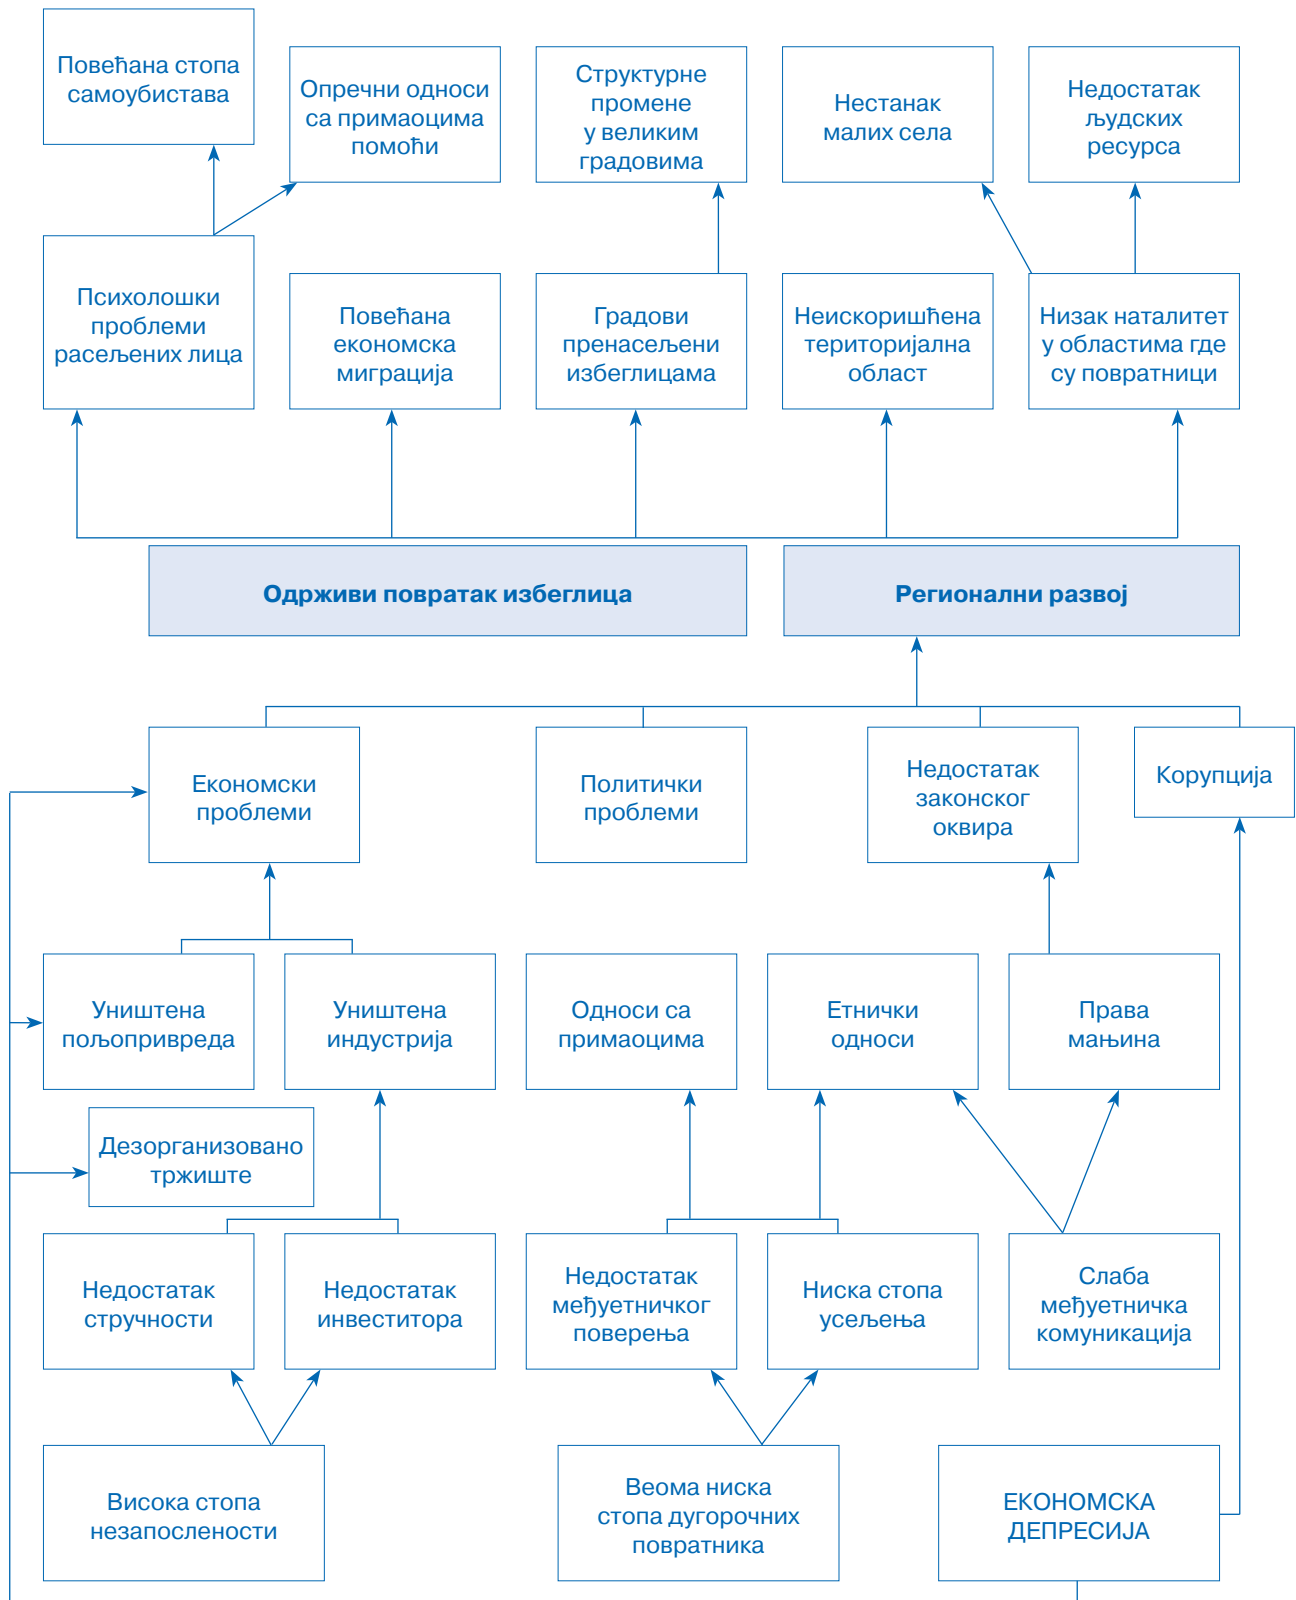 Повећана стопа
самоубистава
Опречни односи
са примаоцима
помоћи
Структурне
промене
у великим
градовима
Нестанак
малих села
Недостатак
људских
ресурса
Психолошки
проблеми
расељених лица
Повећана
економска
миграција
Градови
пренасељени
избеглицама
Неискоришћена
територијална
област
Низак наталитет
у областима где
су повратници
Одрживи повратак избеглица
Регионални развој
Економски
проблеми
Политички
проблеми
Недостатак
законског
оквира
Корупција
Уништена
пољопривреда
Уништена
индустрија
Односи са
примаоцима
Етнички
односи
Права
мањина
Дезорганизовано
тржиште
Недостатак
стручности
Недостатак
инвеститора
Недостатак
међуетничког
поверења
Ниска стопа
усељења
Слаба
међуетничка
комуникација
Висока стопа
незапослености
Веома ниска
стопа дугорочних
повратника
ЕКОНОМСКА
ДЕПРЕСИЈА